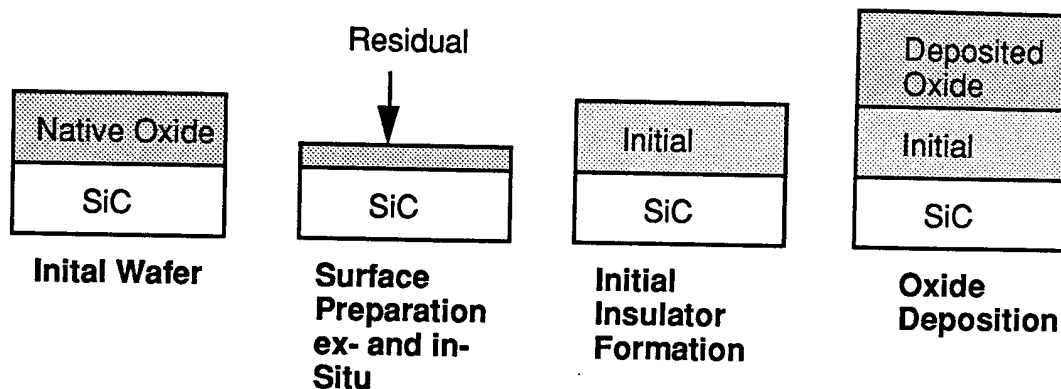 Residual
Native Oxide
SiC
Inital Wafer
SiC
Surface
Preparation
ex- and in-
Situ
Initial
SiC
Initial
Insulator
Formation
Deposited
Oxide
Initial
SiC
Oxide
Deposition